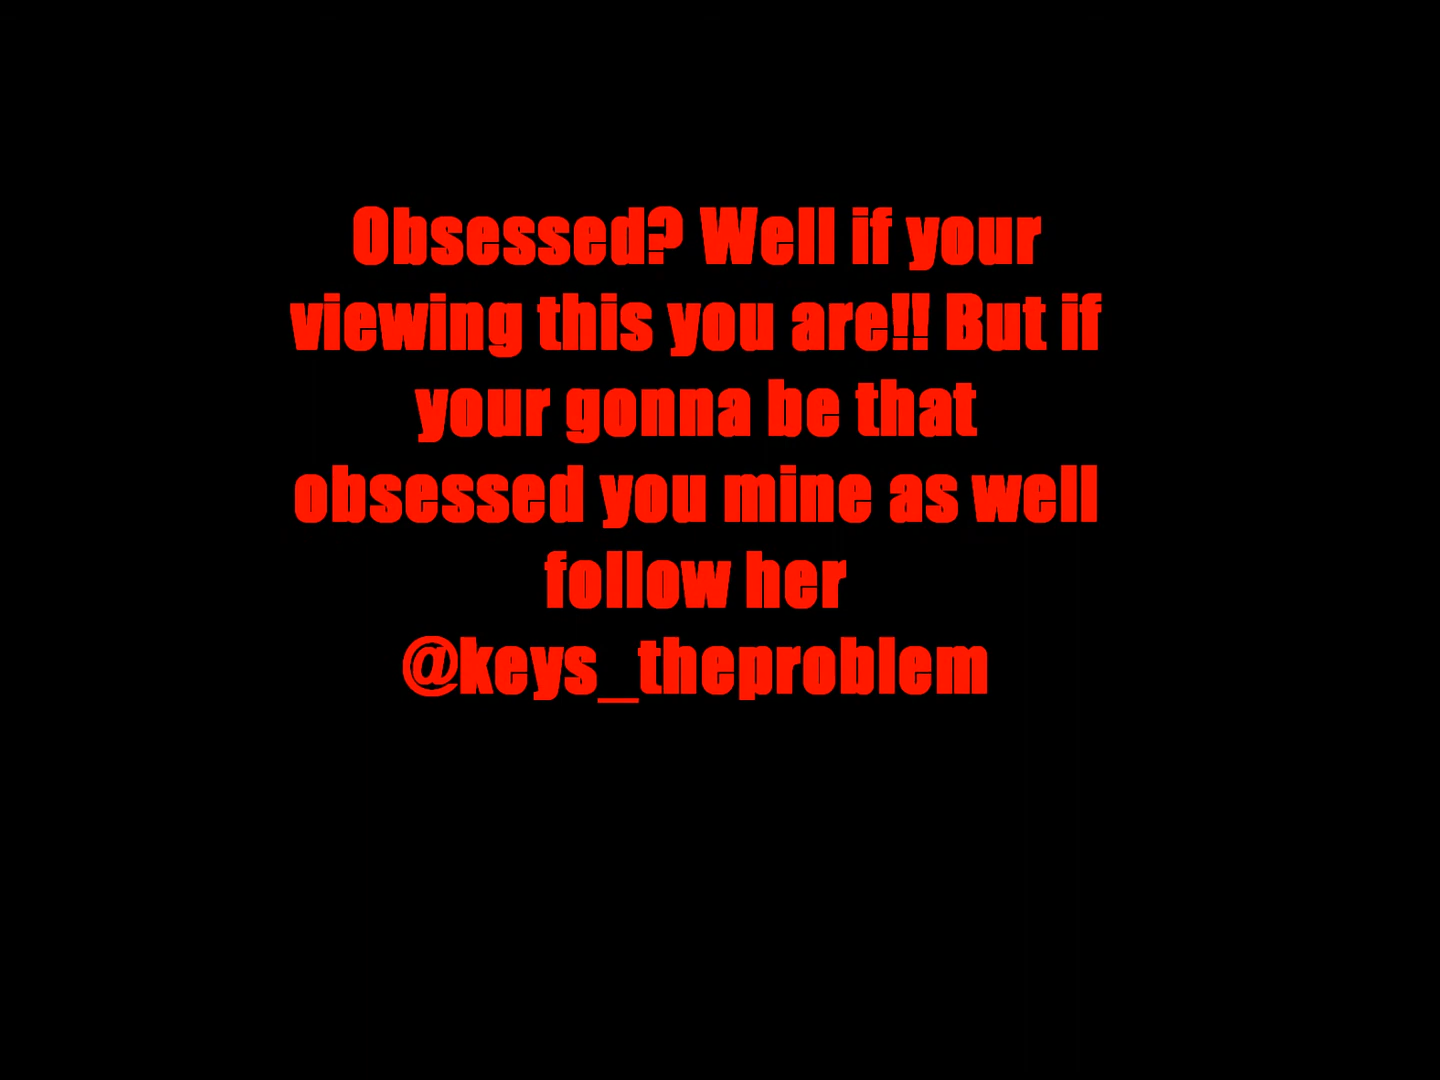 Obsessed? Well if your
viewing this you are!! But if
your gonna be that
obsessed you mine as well
follow her
@keys_theproblem